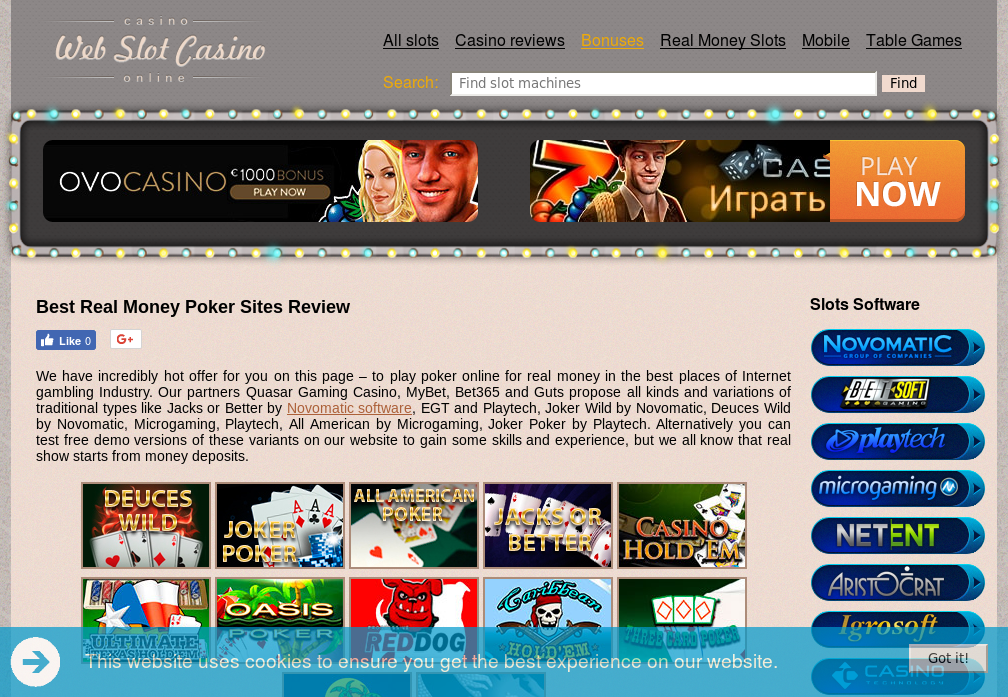 casino
Web Slot Casino
online
All slots Casino reviews Bonuses Real Money Slots Mobile Table Games
Search: Find slot machines Find
OVOCASINO €1000 BONUS
PLAY NOW
CAS
Играть
PLAY
NOW
Best Real Money Poker Sites Review
Like 0
G+
We have incredibly hot offer for you on this page – to play poker online for real money in the best places of Internet
gambling Industry. Our partners Quasar Gaming Casino, MyBet, Bet365 and Guts propose all kinds and variations of
traditional types like Jacks or Better by Novomatic software, EGT and Playtech, Joker Wild by Novomatic, Deuces Wild
by Novomatic, Microgaming, Playtech, All American by Microgaming, Joker Poker by Playtech. Alternatively you can
test free demo versions of these variants on our website to gain some skills and experience, but we all know that real
show starts from money deposits.
DEUCES
WILD
JOKER
POKER
ALL AMERICAN
POKER
JACKS OR
BETTER
CASINO
HOLD'EM
ULTIMATE
TEXAS HOLD'EM
OASIS
POKER
RED DOG
Caribbean
HOLD'EM
THREE CARD POKER
Slots Software
NOVOMATIC
GROUP OF COMPANIES
BETSOFT
GAMING
playtech
microgaming
NETENT
ARISTOCRAT
Igrosoft
CASINO
TECHNOLOGY
This website uses cookies to ensure you get the best experience on our website.
Got it!